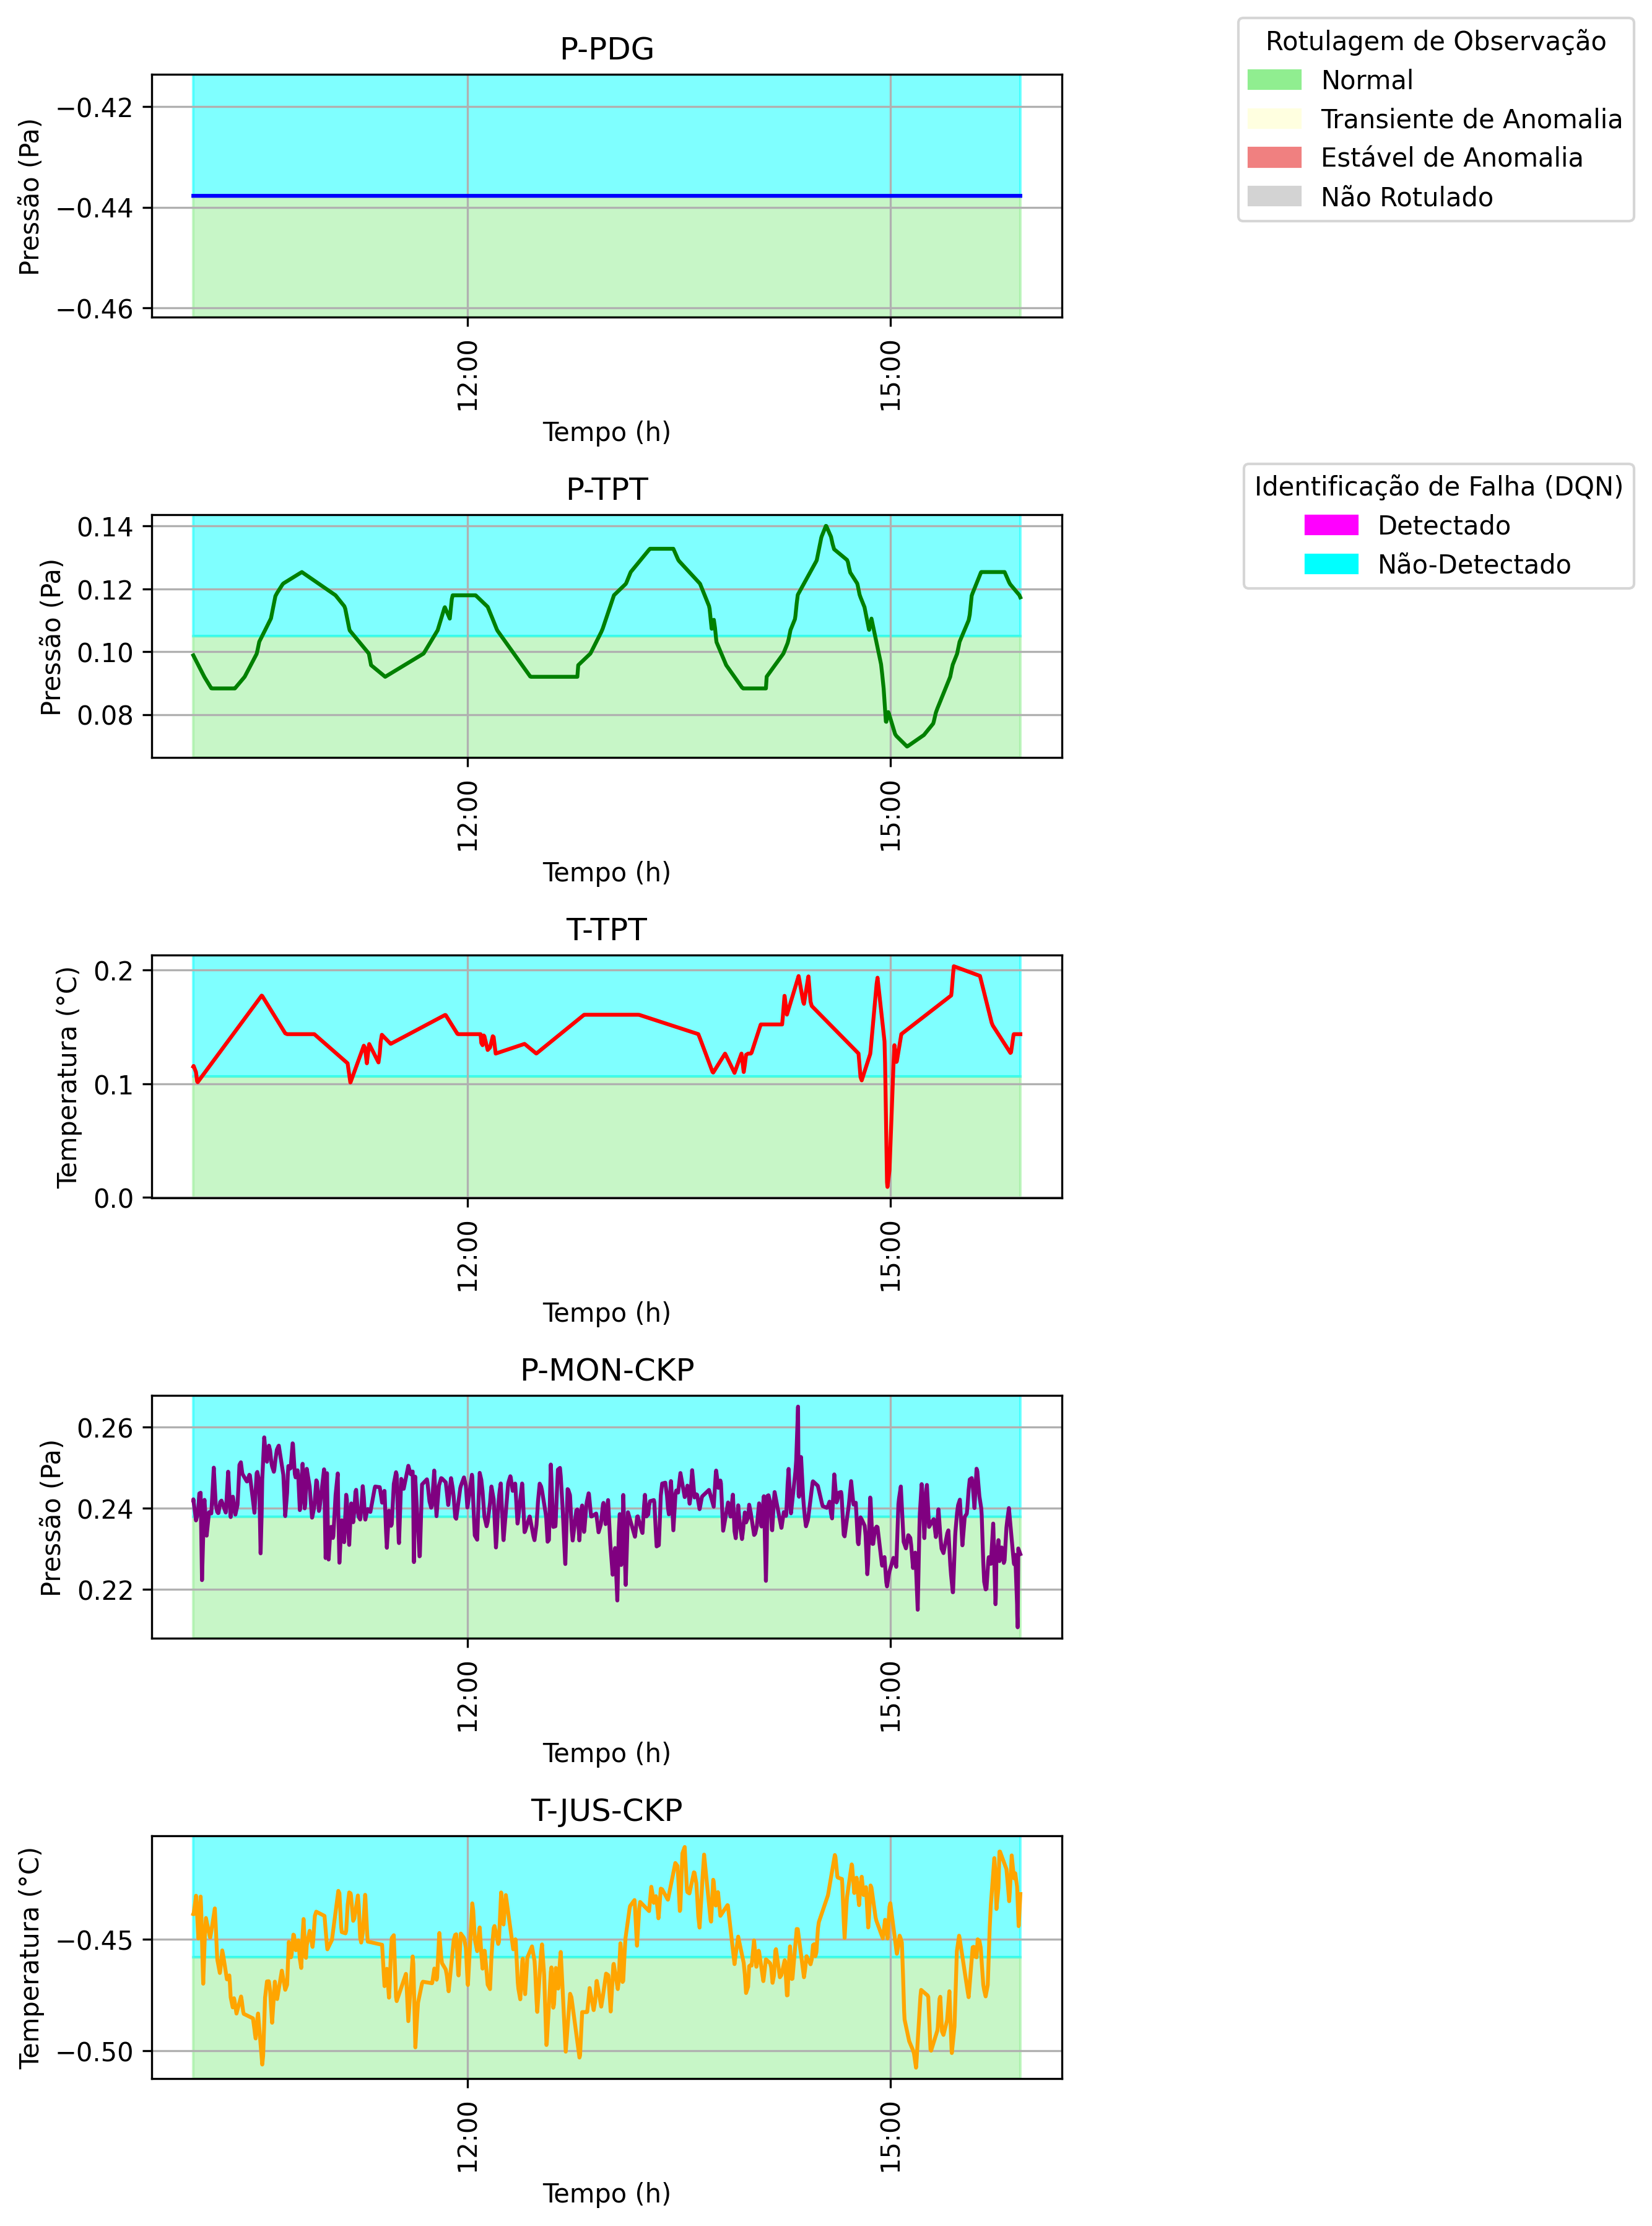 P-PDG
Pressão (Pa)
−0.42
−0.44
−0.46
12:00
15:00
Tempo (h)
Rotulagem de Observação
Normal
Transiente de Anomalia
Estável de Anomalia
Não Rotulado
P-TPT
Pressão (Pa)
0.14
0.12
0.10
0.08
12:00
15:00
Tempo (h)
Identificação de Falha (DQN)
Detectado
Não-Detectado
T-TPT
Temperatura (°C)
0.2
0.1
0.0
12:00
15:00
Tempo (h)
P-MON-CKP
Pressão (Pa)
0.26
0.24
0.22
12:00
15:00
Tempo (h)
T-JUS-CKP
Temperatura (°C)
−0.45
−0.50
12:00
15:00
Tempo (h)